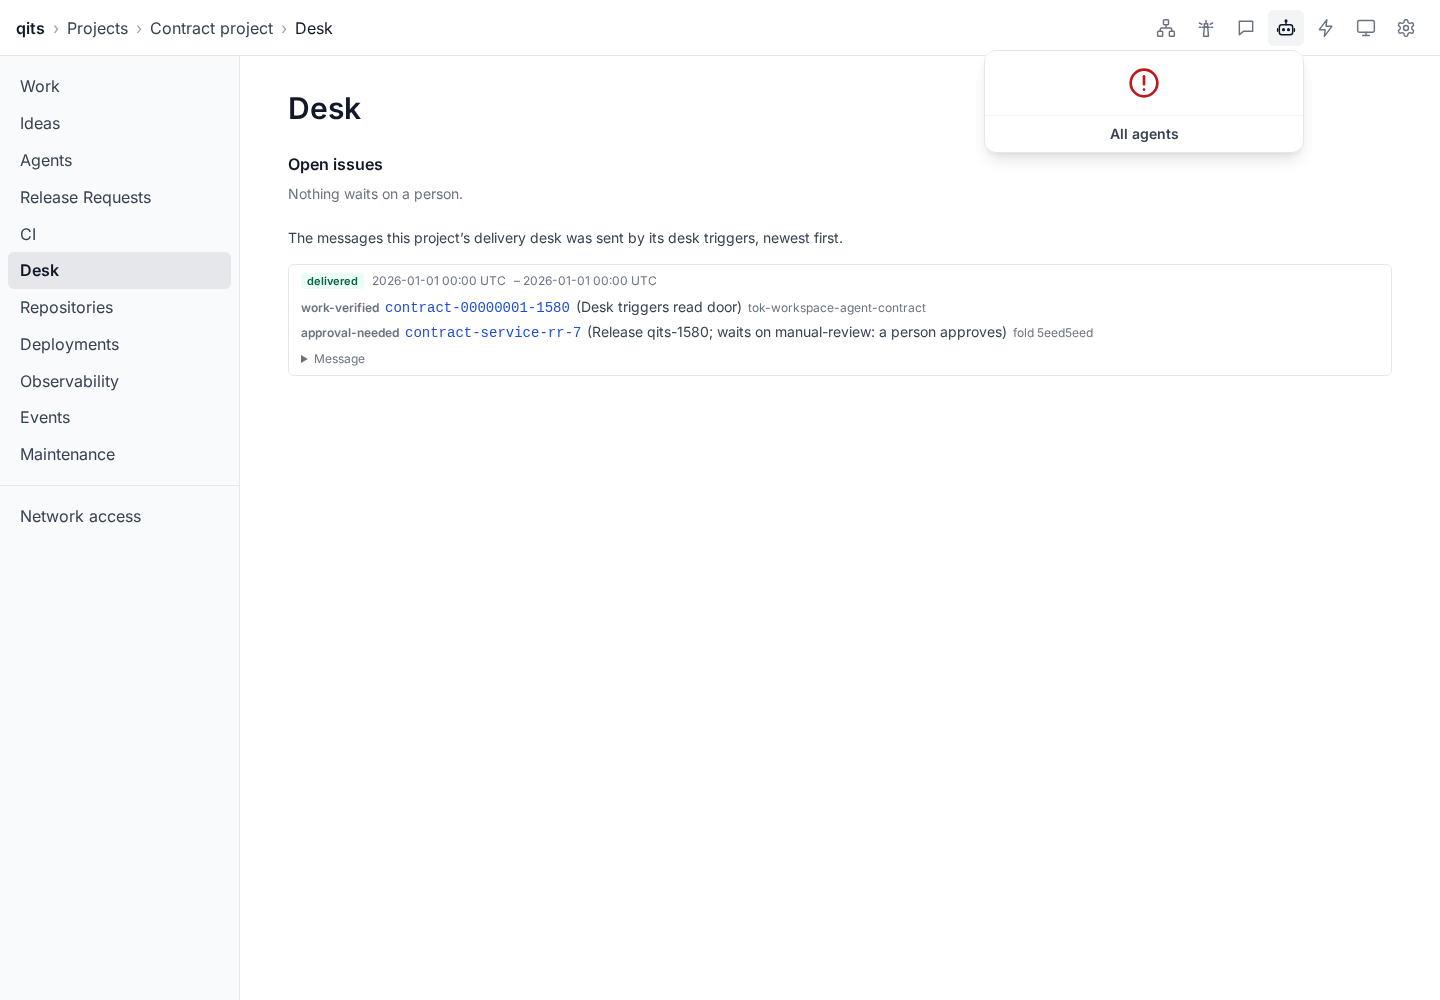 qits › Projects › Contract project › Desk
All agents
Work
Ideas
Agents
Release Requests
CI
Desk
Repositories
Deployments
Observability
Events
Maintenance
Network access
Desk
Open issues
Nothing waits on a person.
The messages this project’s delivery desk was sent by its desk triggers, newest first.
delivered 2026-01-01 00:00 UTC – 2026-01-01 00:00 UTC
work-verified contract-00000001-1580 (Desk triggers read door) tok-workspace-agent-contract
approval-needed contract-service-rr-7 (Release qits-1580; waits on manual-review: a person approves) fold 5eed5eed
Message